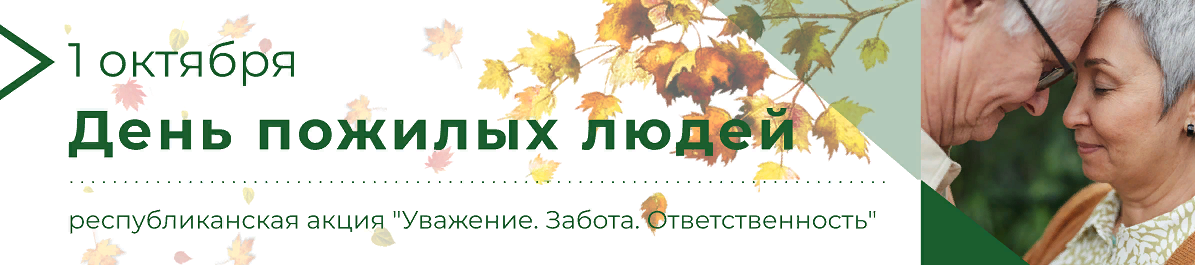 1 октября
День пожилых людей
республиканская акция "Уважение. Забота. Ответственность"